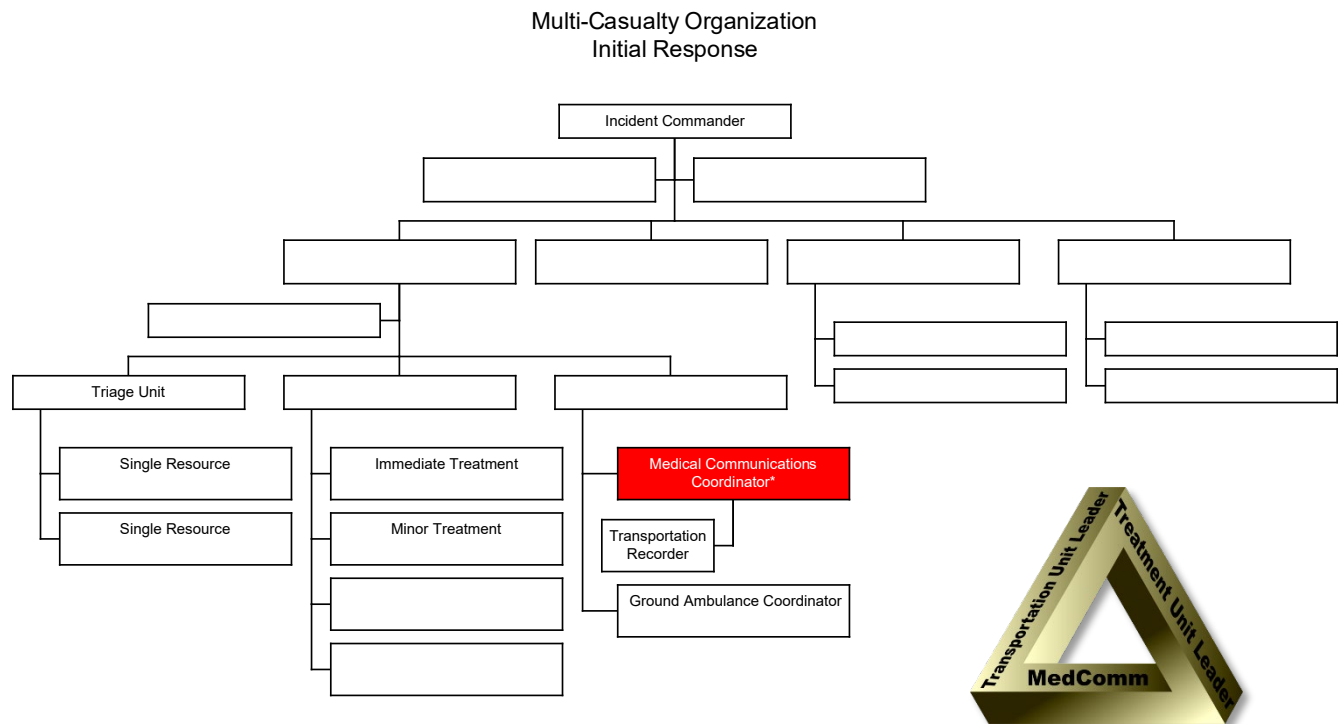 Multi-Casualty Organization
Initial Response
Incident Commander
Triage Unit
Single Resource
Immediate Treatment
Medical Communications
Coordinator*
Single Resource
Minor Treatment
Transportation
Recorder
Ground Ambulance Coordinator
Transportation Unit Leader
Treatment Unit Leader
MedComm